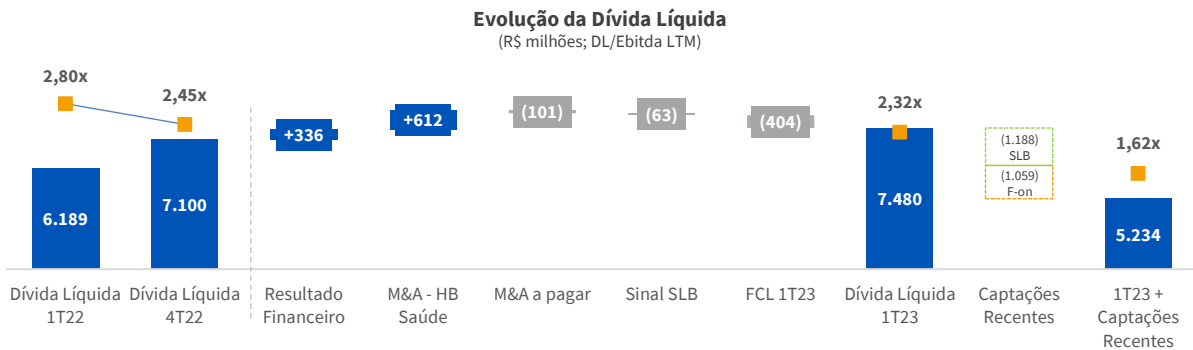 Evolução da Dívida Líquida
(R$ milhões; DL/Ebitda LTM)
2,80x
2,45x
6.189
7.100
+336
+612
(101)
(63)
(404)
2,32x
7.480
(1.188)
SLB
(1.059)
F-on
1,62x
5.234
Dívida Líquida
1T22
Dívida Líquida
4T22
Resultado
Financeiro
M&A - HB
Saúde
M&A a pagar
Sinal SLB
FCL 1T23
Dívida Líquida
1T23
Captações
Recentes
1T23 +
Captações
Recentes